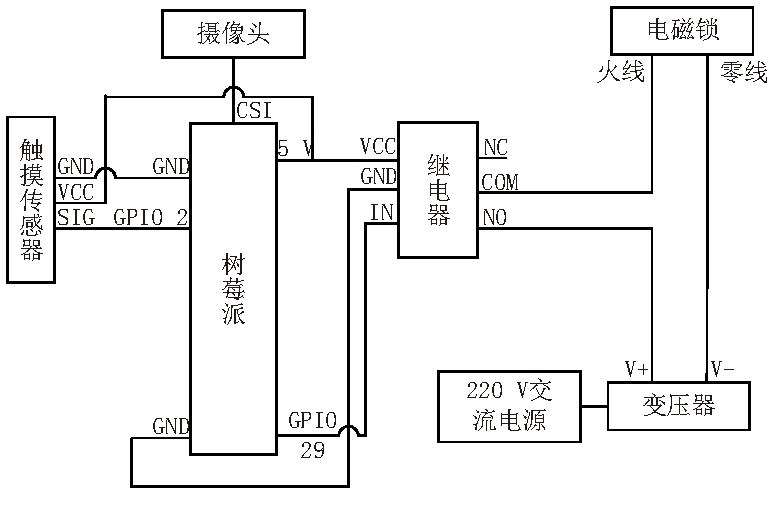 摄像头
电磁锁
火线
零线
CSI
触摸传感器
GND
GND
VCC
SIG
GPIO 2
树莓派
5 V
VCC
GND
IN
继电器
NC
COM
NO
GND
GPIO
29
220 V交
流电源
V+
V-
变压器